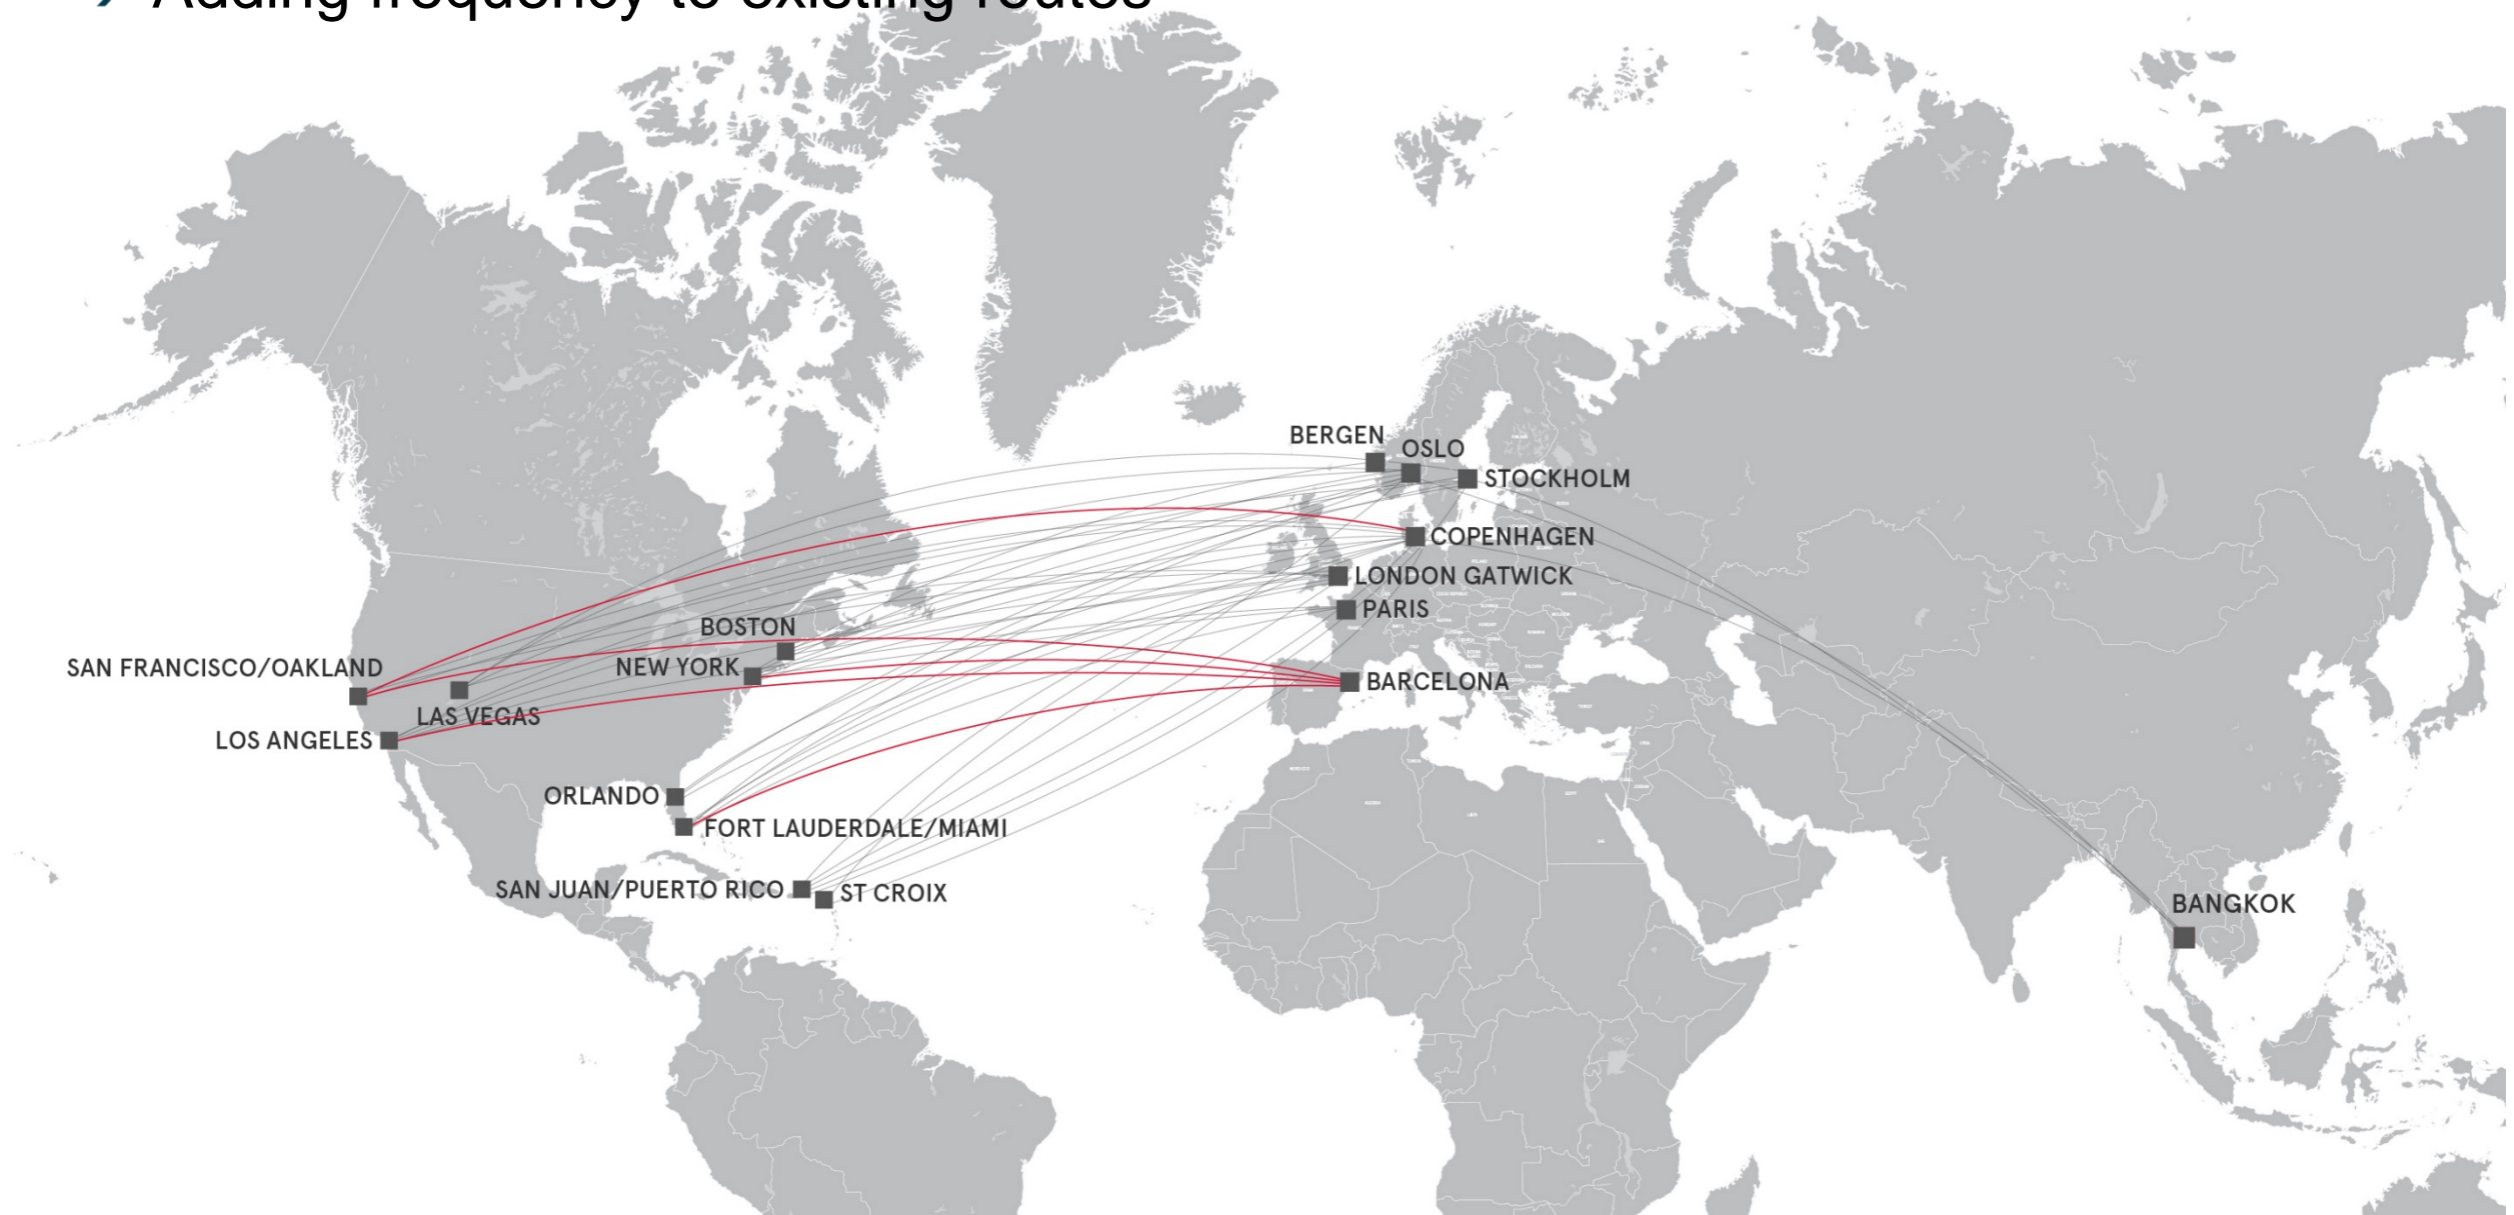 Adding frequency to existing routes
BERGEN
OSLO
STOCKHOLM
COPENHAGEN
LONDON GATWICK
PARIS
BOSTON
SAN FRANCISCO/OAKLAND
NEW YORK
BARCELONA
LAS VEGAS
LOS ANGELES
ORLANDO
FORT LAUDERDALE/MIAMI
SAN JUAN/PUERTO RICO
ST CROIX
BANGKOK